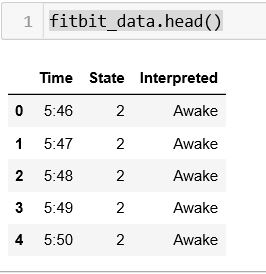 1 fitbit_data.head()
Time State Interpreted
0 5:46 2 Awake
1 5:47 2 Awake
2 5:48 2 Awake
3 5:49 2 Awake
4 5:50 2 Awake